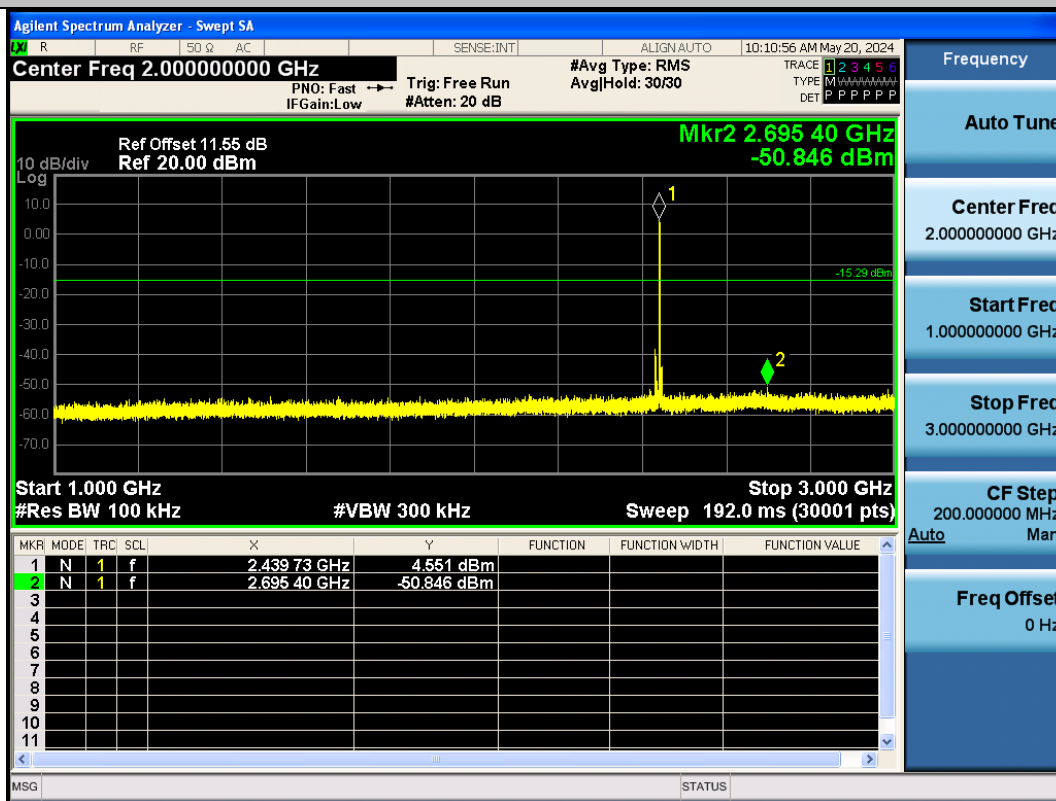 Agilent Spectrum Analyzer - Swept SA
LXI R RF 50 Ω AC SENSE:INT ALIGN AUTO 10:10:56 AM May 20, 2024
Center Freq 2.000000000 GHz
PNO: Fast
IFGain:Low
Trig: Free Run
#Atten: 20 dB
#Avg Type: RMS
Avg|Hold: 30/30
TRACE 1 2 3 4 5 6
TYPE M W W W W W
DET P P P P P P
Mkr2 2.695 40 GHz
-50.846 dBm
Ref Offset 11.55 dB
10 dB/div Ref 20.00 dBm
Log
10.0
0.00
-10.0
-20.0
-30.0
-40.0
-50.0
-60.0
-70.0
1
-15.29 dBm
2
Start 1.000 GHz Stop 3.000 GHz
#Res BW 100 kHz #VBW 300 kHz Sweep 192.0 ms (30001 pts)
MKR MODE TRC SCL X Y FUNCTION FUNCTION WIDTH FUNCTION VALUE
1 N 1 f 2.439 73 GHz 4.551 dBm
2 N 1 f 2.695 40 GHz -50.846 dBm
3
4
5
6
7
8
9
10
11
MSG STATUS
Frequency
Auto Tune
Center Freq
2.000000000 GHz
Start Freq
1.000000000 GHz
Stop Freq
3.000000000 GHz
CF Step
200.000000 MHz
Auto Man
Freq Offset
0 Hz